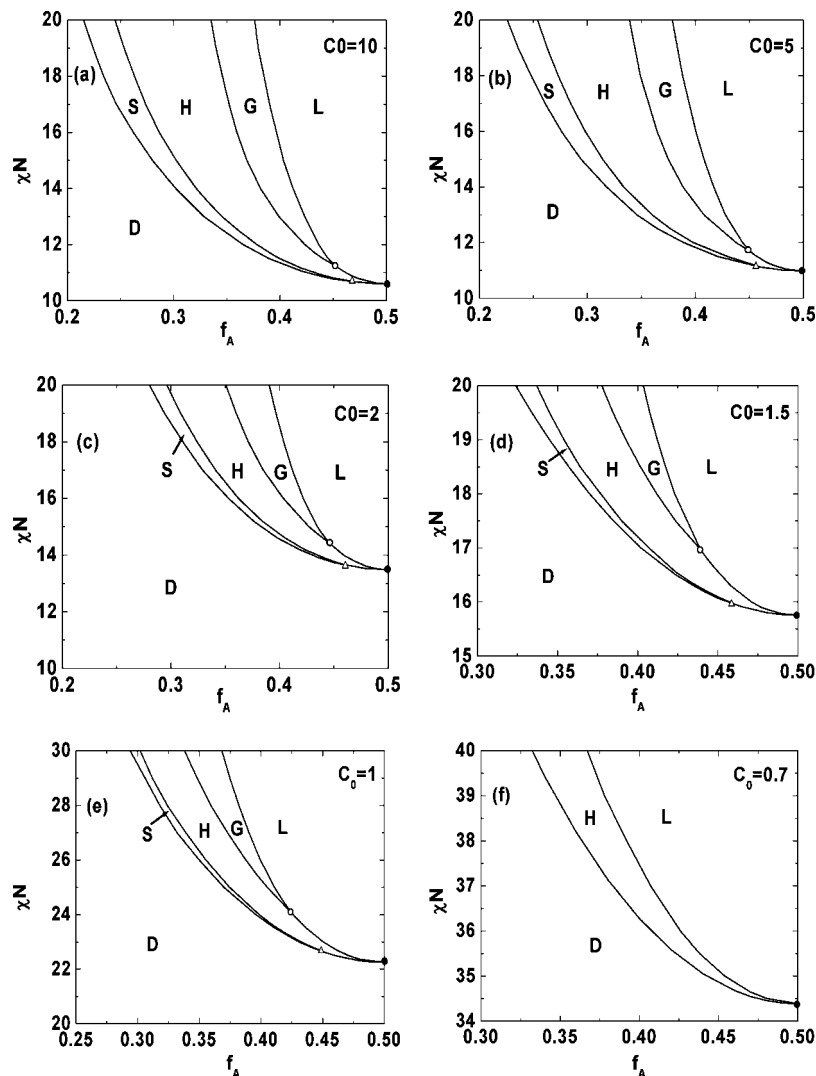 20
18
16
14
12
10
χN
(a)
C0=10
S
H
G
L
D
0.2
0.3
0.4
0.5
f_A
20
18
16
14
12
10
χN
(b)
C0=5
S
H
G
L
D
0.2
0.3
0.4
0.5
f_A
20
18
16
14
12
10
χN
(c)
C0=2
S
H
G
L
D
0.2
0.3
0.4
0.5
f_A
20
19
18
17
16
15
χN
(d)
C0=1.5
S
H
G
L
D
0.30
0.35
0.40
0.45
0.50
f_A
30
28
26
24
22
20
χN
(e)
C₀=1
S
H
G
L
D
0.25
0.30
0.35
0.40
0.45
0.50
f_A
40
39
38
37
36
35
34
χN
(f)
C₀=0.7
H
L
D
0.30
0.35
0.40
0.45
0.50
f_A